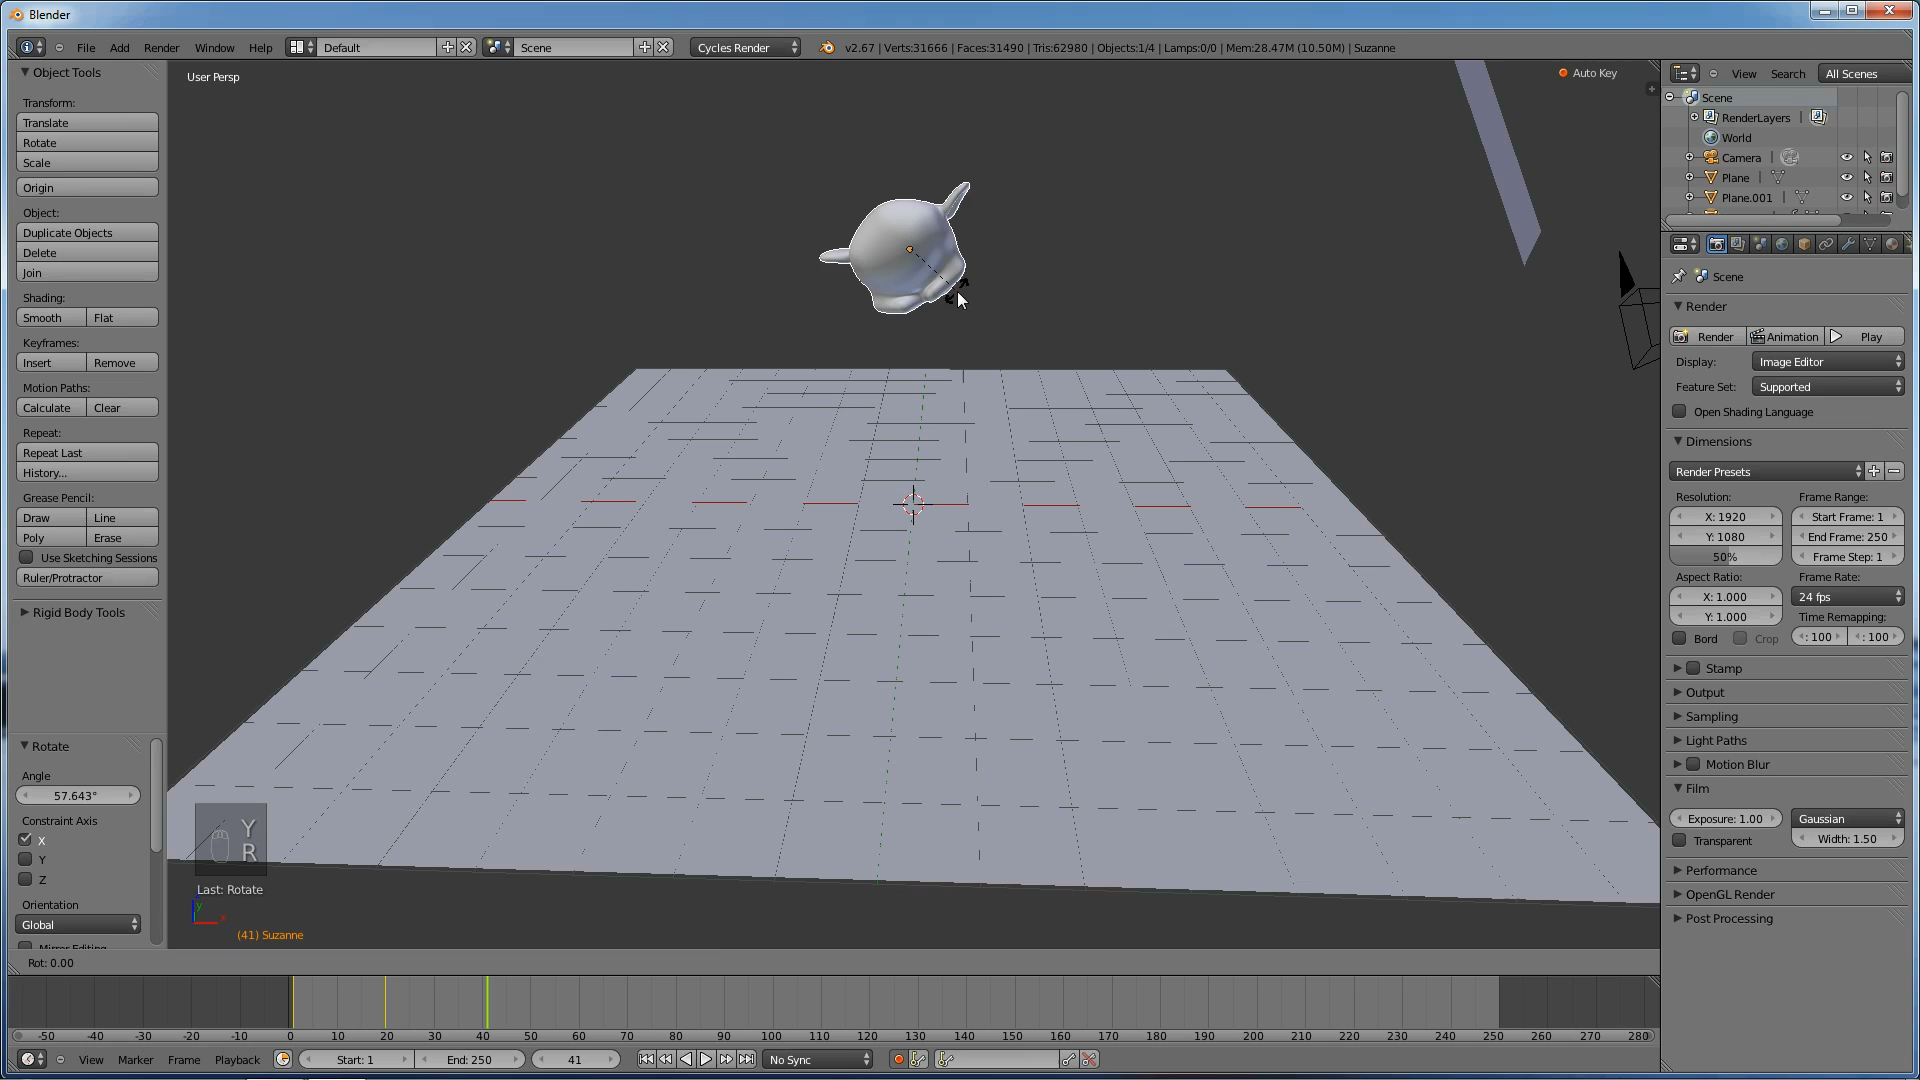 Blender
File Add Render Window Help Default Scene Cycles Render v2.67 | Verts:31666 | Faces:31490 | Tris:62980 | Objects:1/4 | Lamps:0/0 | Mem:28.47M (10.50M) | Suzanne
Object Tools
Transform:
Translate
Rotate
Scale
Origin
Object:
Duplicate Objects
Delete
Join
Shading:
Smooth Flat
Keyframes:
Insert Remove
Motion Paths:
Calculate Clear
Repeat:
Repeat Last
History...
Grease Pencil:
Draw Line
Poly Erase
Use Sketching Sessions
Ruler/Protractor
Rigid Body Tools
Rotate
Angle
57.643°
Constraint Axis
X
Y
Z
Orientation
Global
User Persp
Auto Key
Y
R
Last: Rotate
y
x
(41) Suzanne
Rot: 0.00
View Search All Scenes
Scene
RenderLayers
World
Camera
Plane
Plane.001
Scene
Render
Render Animation Play
Display: Image Editor
Feature Set: Supported
Open Shading Language
Dimensions
Render Presets
Resolution: Frame Range:
X: 1920 Start Frame: 1
Y: 1080 End Frame: 250
50% Frame Step: 1
Aspect Ratio: Frame Rate:
X: 1.000 24 fps
Y: 1.000 Time Remapping:
Bord Crop : 100 : 100
Stamp
Output
Sampling
Light Paths
Motion Blur
Film
Exposure: 1.00 Gaussian
Transparent Width: 1.50
Performance
OpenGL Render
Post Processing
-50 -40 -30 -20 -10 0 10 20 30 40 50 60 70 80 90 100 110 120 130 140 150 160 170 180 190 200 210 220 230 240 250 260 270 280
View Marker Frame Playback Start: 1 End: 250 41 No Sync